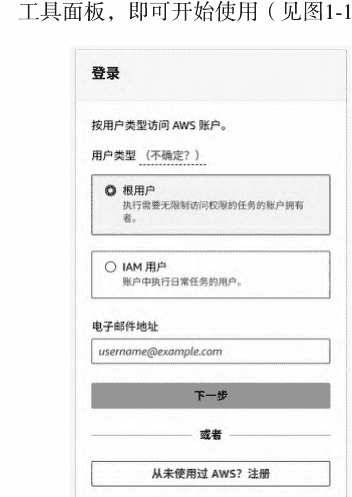 工具面板，即可开始使用（见图1-1
登录
按用户类型访问 AWS 账户。
用户类型 （不确定？）
根用户
执行需要无限制访问权限的任务的账户拥有
者。
IAM 用户
账户中执行日常任务的用户。
电子邮件地址
username@example.com
下一步
或者
从未使用过 AWS？注册